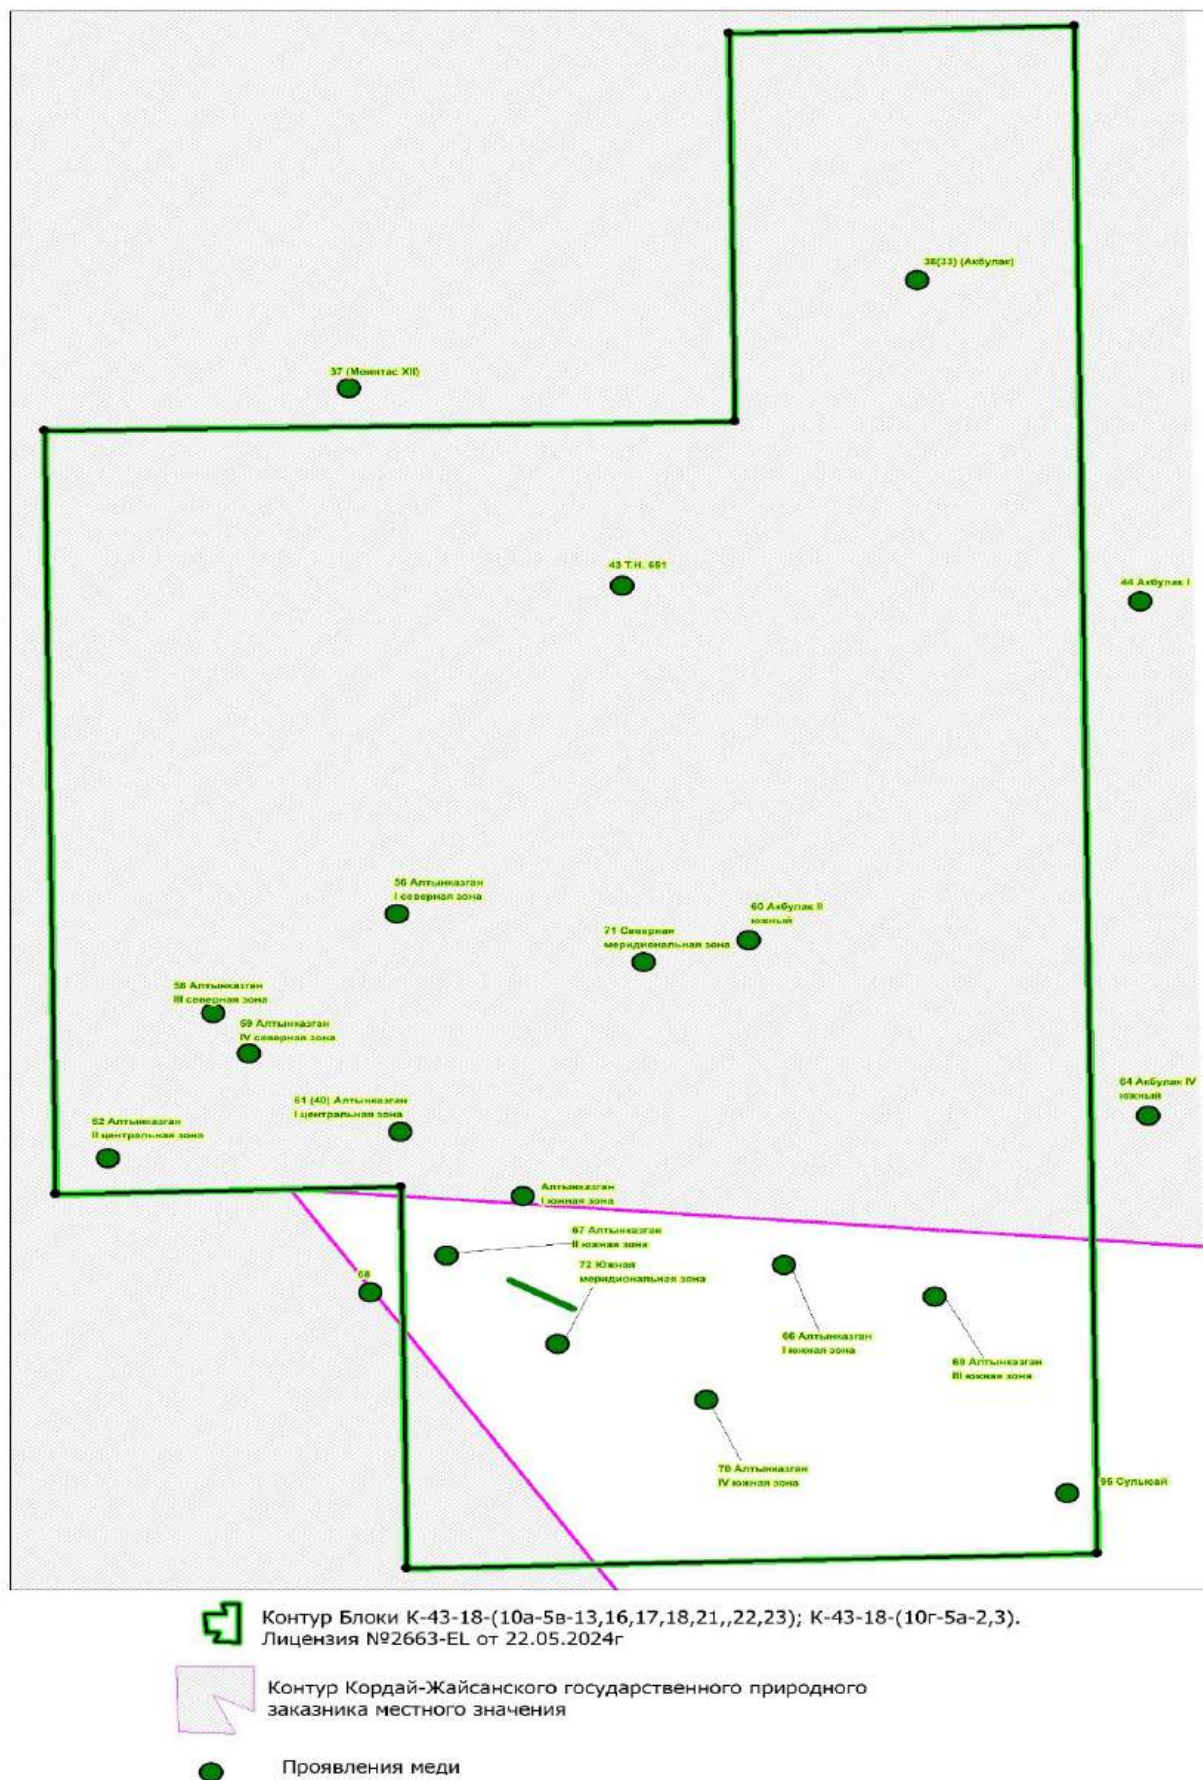 38(33) (Акбулак)
37 (Моинтас XII)
43 Т.Н. 651
44 Акбулак I
56 Алтынказган
I северная зона
60 Акбулак II
южный
71 Северная
меридиональная зона
58 Алтынказган
III северная зона
59 Алтынказган
IV северная зона
64 Акбулак IV
южный
61 (40) Алтынказган
I центральная зона
62 Алтынказган
II центральная зона
Алтынказган
I южная зона
67 Алтынказган
II южная зона
72 Южная
меридиональная зона
68
66 Алтынказган
I южная зона
69 Алтынказган
III южная зона
70 Алтынказган
IV южная зона
95 Сулысай
Контур Блоки К-43-18-(10а-5в-13,16,17,18,21,,22,23); К-43-18-(10г-5а-2,3).
Лицензия №2663-EL от 22.05.2024г
Контур Кордай-Жайсанского государственного природного
заказника местного значения
Проявления меди